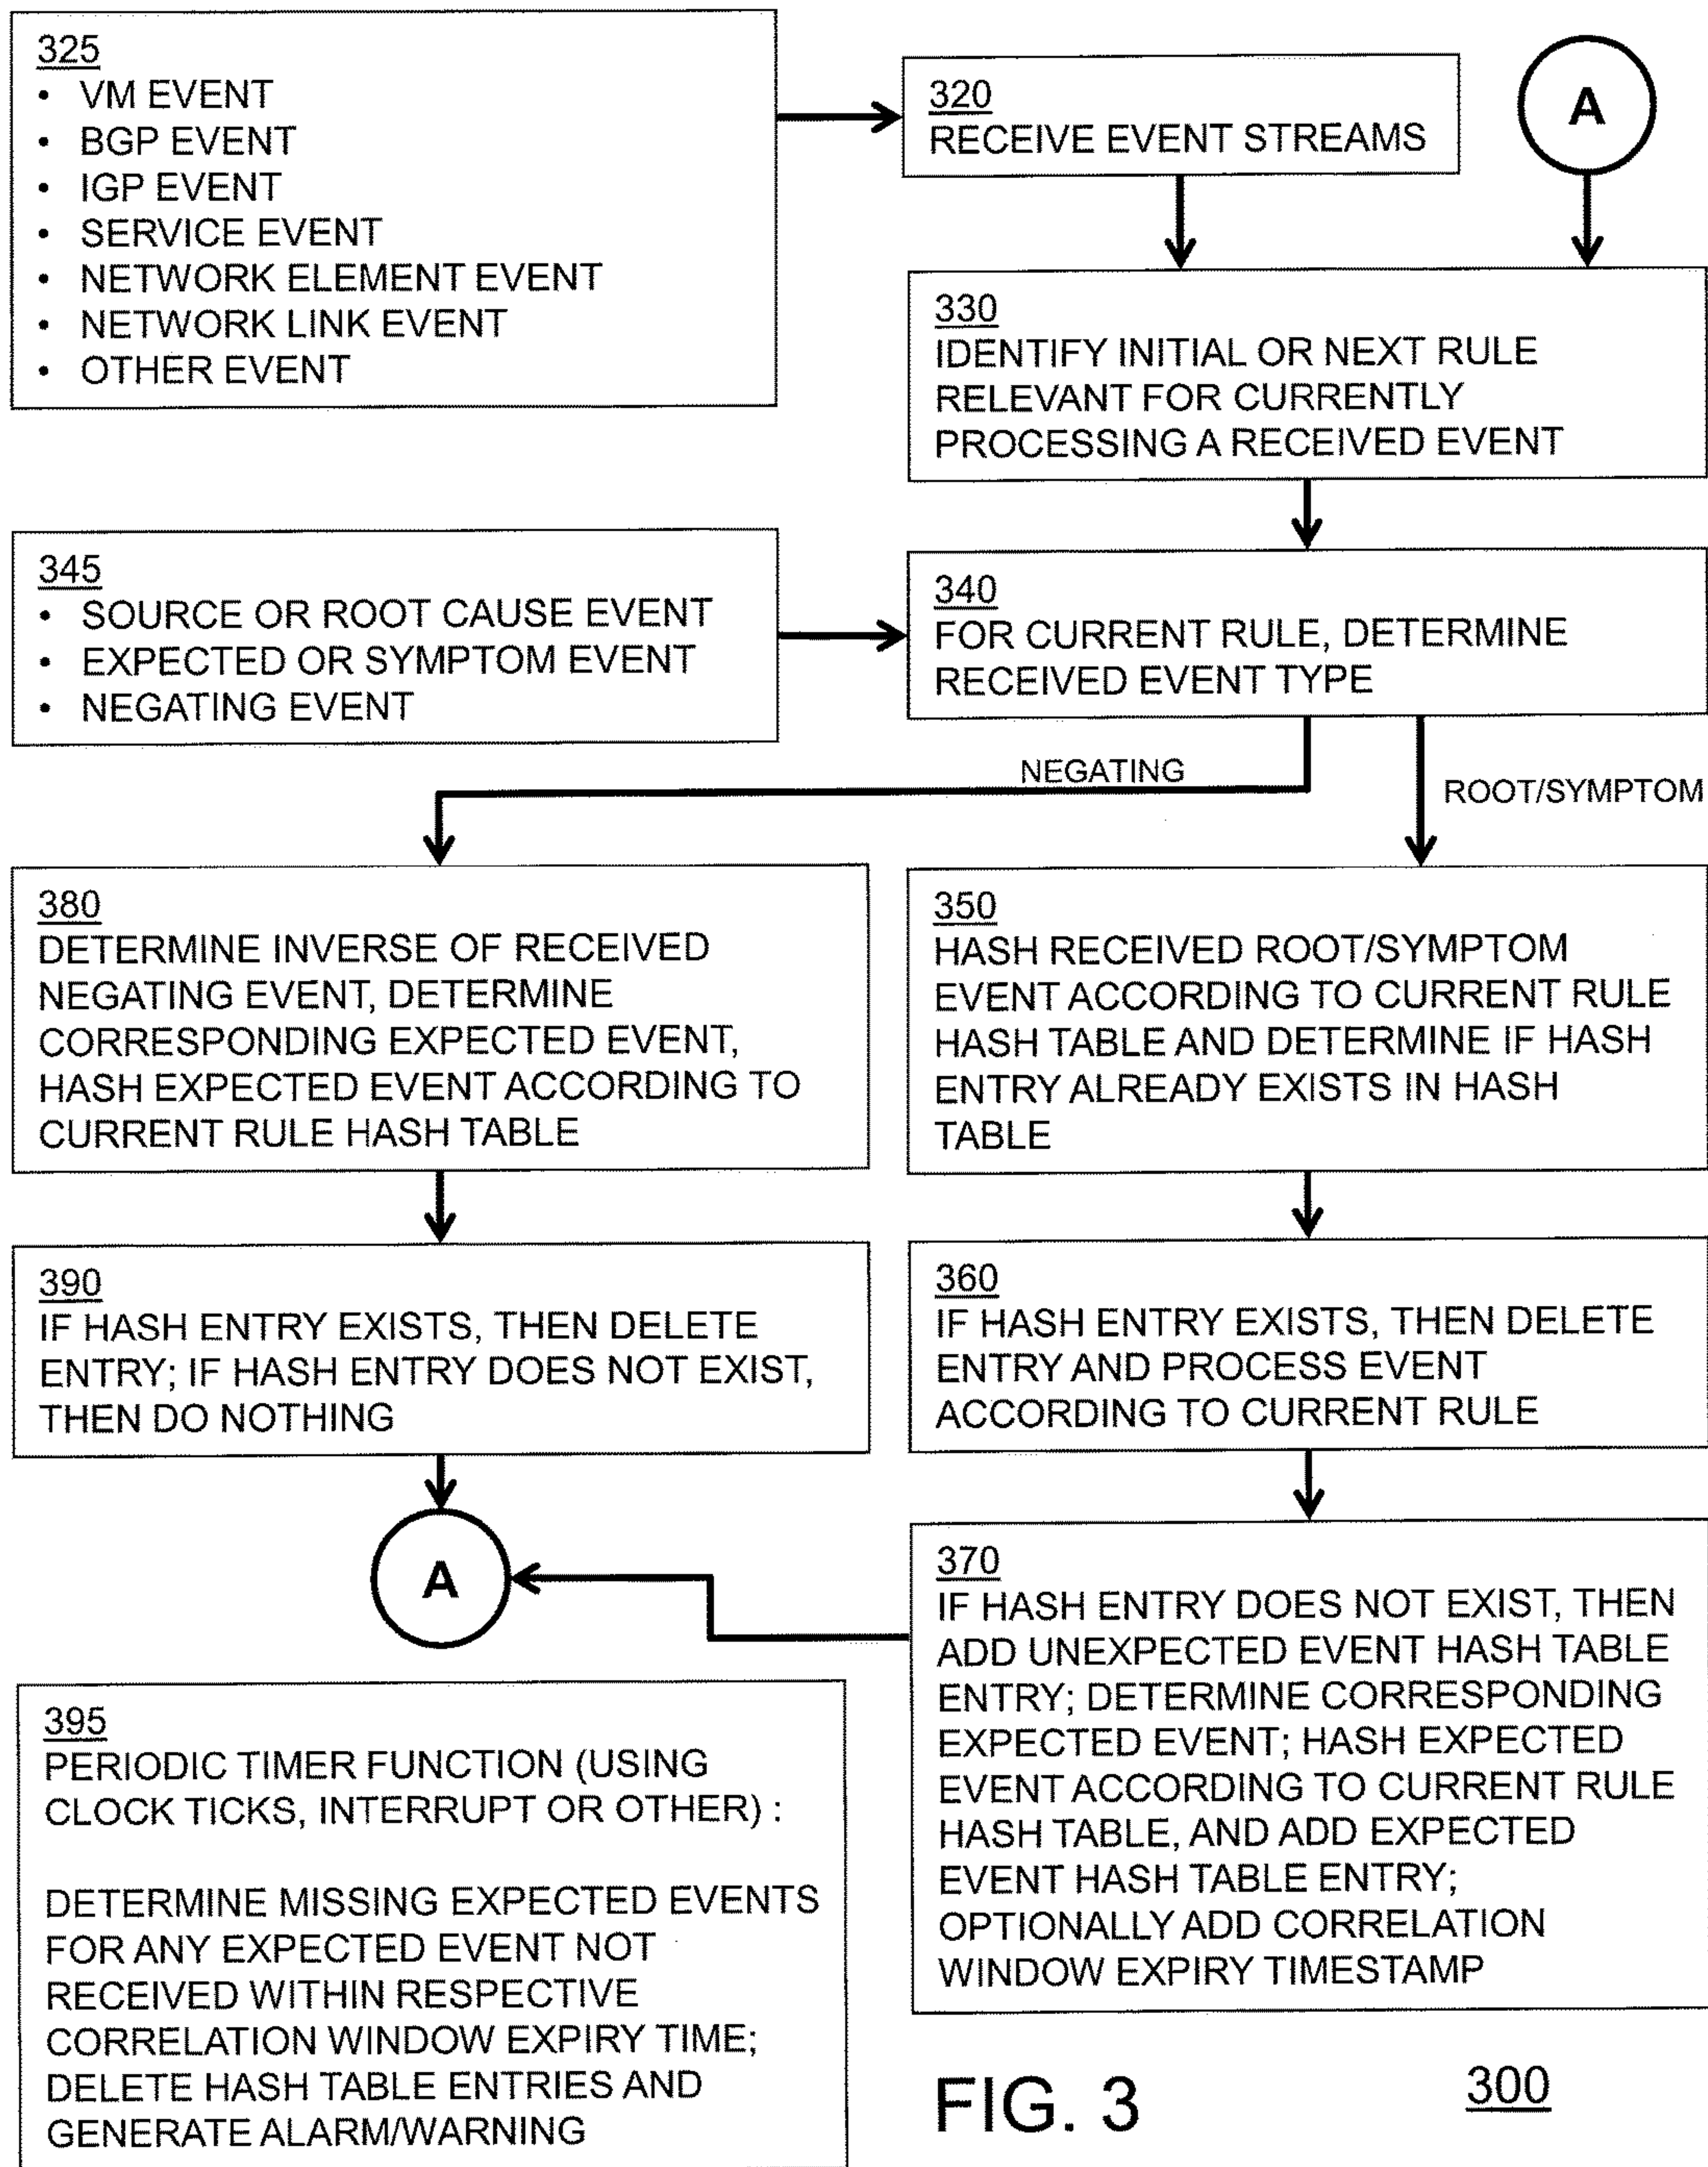 325
• VM EVENT
• BGP EVENT
• IGP EVENT
• SERVICE EVENT
• NETWORK ELEMENT EVENT
• NETWORK LINK EVENT
• OTHER EVENT
320
RECEIVE EVENT STREAMS
A
330
IDENTIFY INITIAL OR NEXT RULE
RELEVANT FOR CURRENTLY
PROCESSING A RECEIVED EVENT
345
• SOURCE OR ROOT CAUSE EVENT
• EXPECTED OR SYMPTOM EVENT
• NEGATING EVENT
340
FOR CURRENT RULE, DETERMINE
RECEIVED EVENT TYPE
NEGATING
ROOT/SYMPTOM
380
DETERMINE INVERSE OF RECEIVED
NEGATING EVENT, DETERMINE
CORRESPONDING EXPECTED EVENT,
HASH EXPECTED EVENT ACCORDING TO
CURRENT RULE HASH TABLE
350
HASH RECEIVED ROOT/SYMPTOM
EVENT ACCORDING TO CURRENT RULE
HASH TABLE AND DETERMINE IF HASH
ENTRY ALREADY EXISTS IN HASH
TABLE
390
IF HASH ENTRY EXISTS, THEN DELETE
ENTRY; IF HASH ENTRY DOES NOT EXIST,
THEN DO NOTHING
360
IF HASH ENTRY EXISTS, THEN DELETE
ENTRY AND PROCESS EVENT
ACCORDING TO CURRENT RULE
A
370
IF HASH ENTRY DOES NOT EXIST, THEN
ADD UNEXPECTED EVENT HASH TABLE
ENTRY; DETERMINE CORRESPONDING
EXPECTED EVENT; HASH EXPECTED
EVENT ACCORDING TO CURRENT RULE
HASH TABLE, AND ADD EXPECTED
EVENT HASH TABLE ENTRY;
OPTIONALLY ADD CORRELATION
WINDOW EXPIRY TIMESTAMP
395
PERIODIC TIMER FUNCTION (USING
CLOCK TICKS, INTERRUPT OR OTHER) :
DETERMINE MISSING EXPECTED EVENTS
FOR ANY EXPECTED EVENT NOT
RECEIVED WITHIN RESPECTIVE
CORRELATION WINDOW EXPIRY TIME;
DELETE HASH TABLE ENTRIES AND
GENERATE ALARM/WARNING
FIG. 3
300